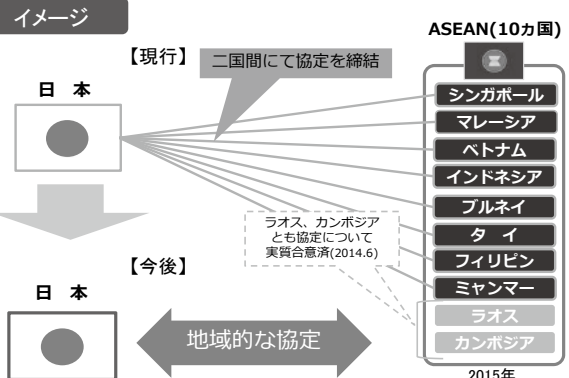 イメージ
ASEAN(10ヵ国)
【現行】
二国間にて協定を締結
日 本
シンガポール
マレーシア
ベトナム
インドネシア
ブルネイ
タ イ
フィリピン
ミャンマー
ラオス
カンボジア
ラオス、カンボジア
とも協定について
実質合意済(2014.6)
【今後】
日 本
地域的な協定
2015年